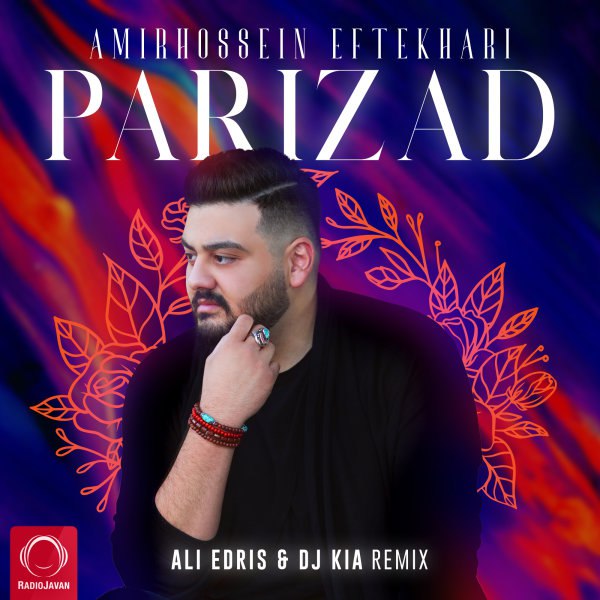 AMIRHOSSEIN EFTEKHARI
PARIZAD
ALI EDRIS & DJ KIA REMIX
RADIOJAVAN